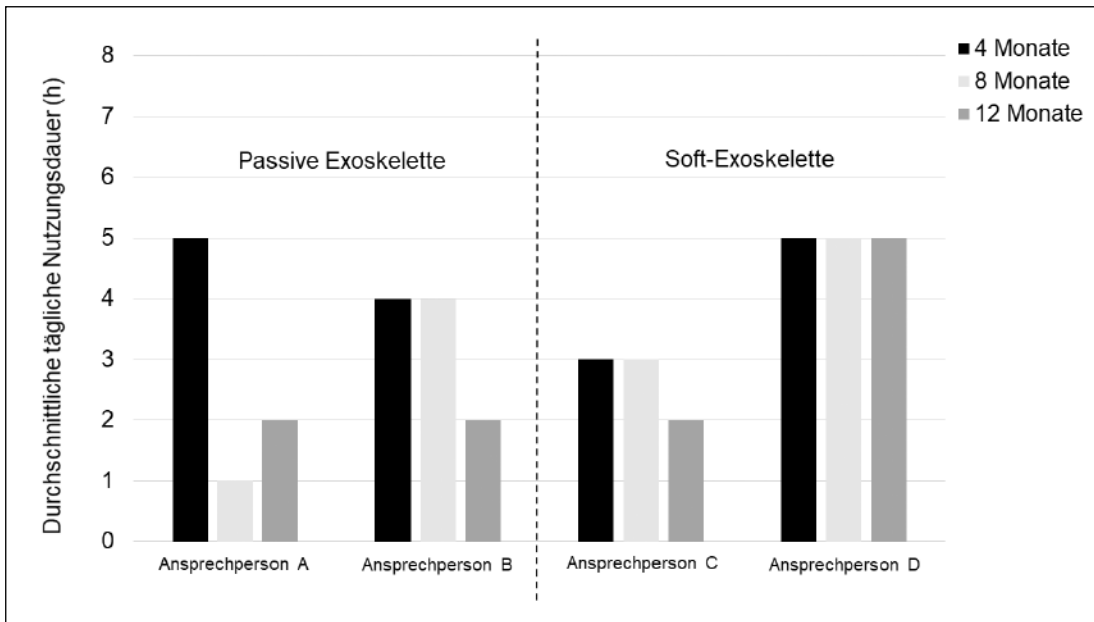 Durchschnittliche tägliche Nutzungsdauer (h)
8
7
6
5
4
3
2
1
0
Passive Exoskelette
Soft-Exoskelette
4 Monate
8 Monate
12 Monate
Ansprechperson A
Ansprechperson B
Ansprechperson C
Ansprechperson D